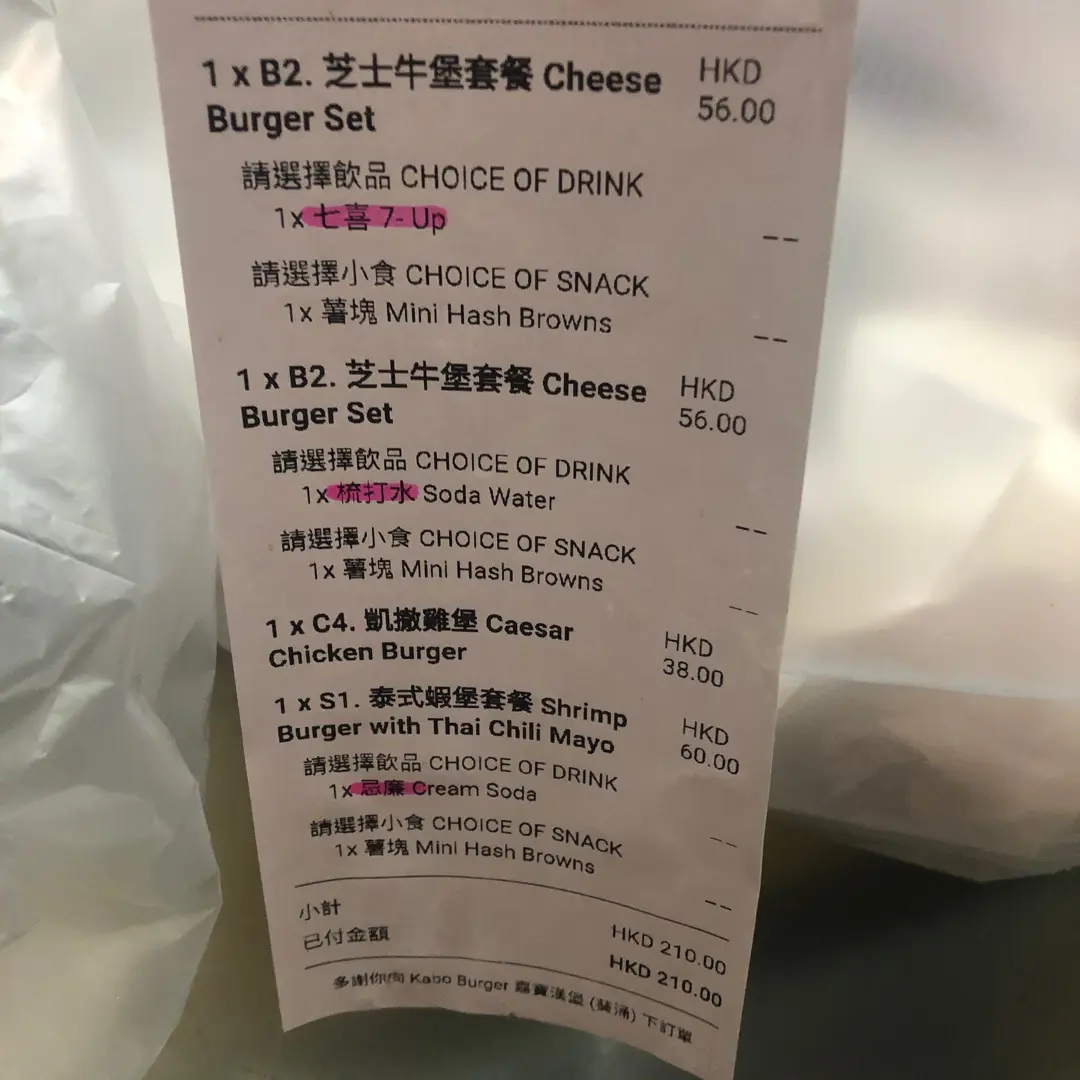 1 x B2. 芝士牛堡套餐 Cheese HKD
Burger Set 56.00
請選擇飲品 CHOICE OF DRINK
1x 七喜 7- Up --
請選擇小食 CHOICE OF SNACK
1x 薯塊 Mini Hash Browns --
1 x B2. 芝士牛堡套餐 Cheese HKD
Burger Set 56.00
請選擇飲品 CHOICE OF DRINK
1x 梳打水 Soda Water --
請選擇小食 CHOICE OF SNACK
1x 薯塊 Mini Hash Browns --
1 x C4. 凱撒雞堡 Caesar HKD
Chicken Burger 38.00
1 x S1. 泰式蝦堡套餐 Shrimp HKD
Burger with Thai Chili Mayo 60.00
請選擇飲品 CHOICE OF DRINK
1x 忌廉 Cream Soda --
請選擇小食 CHOICE OF SNACK
1x 薯塊 Mini Hash Browns --
小計 HKD 210.00
已付金額 HKD 210.00
多謝你向 Kabo Burger 嘉寶漢堡 (葵涌) 下訂單